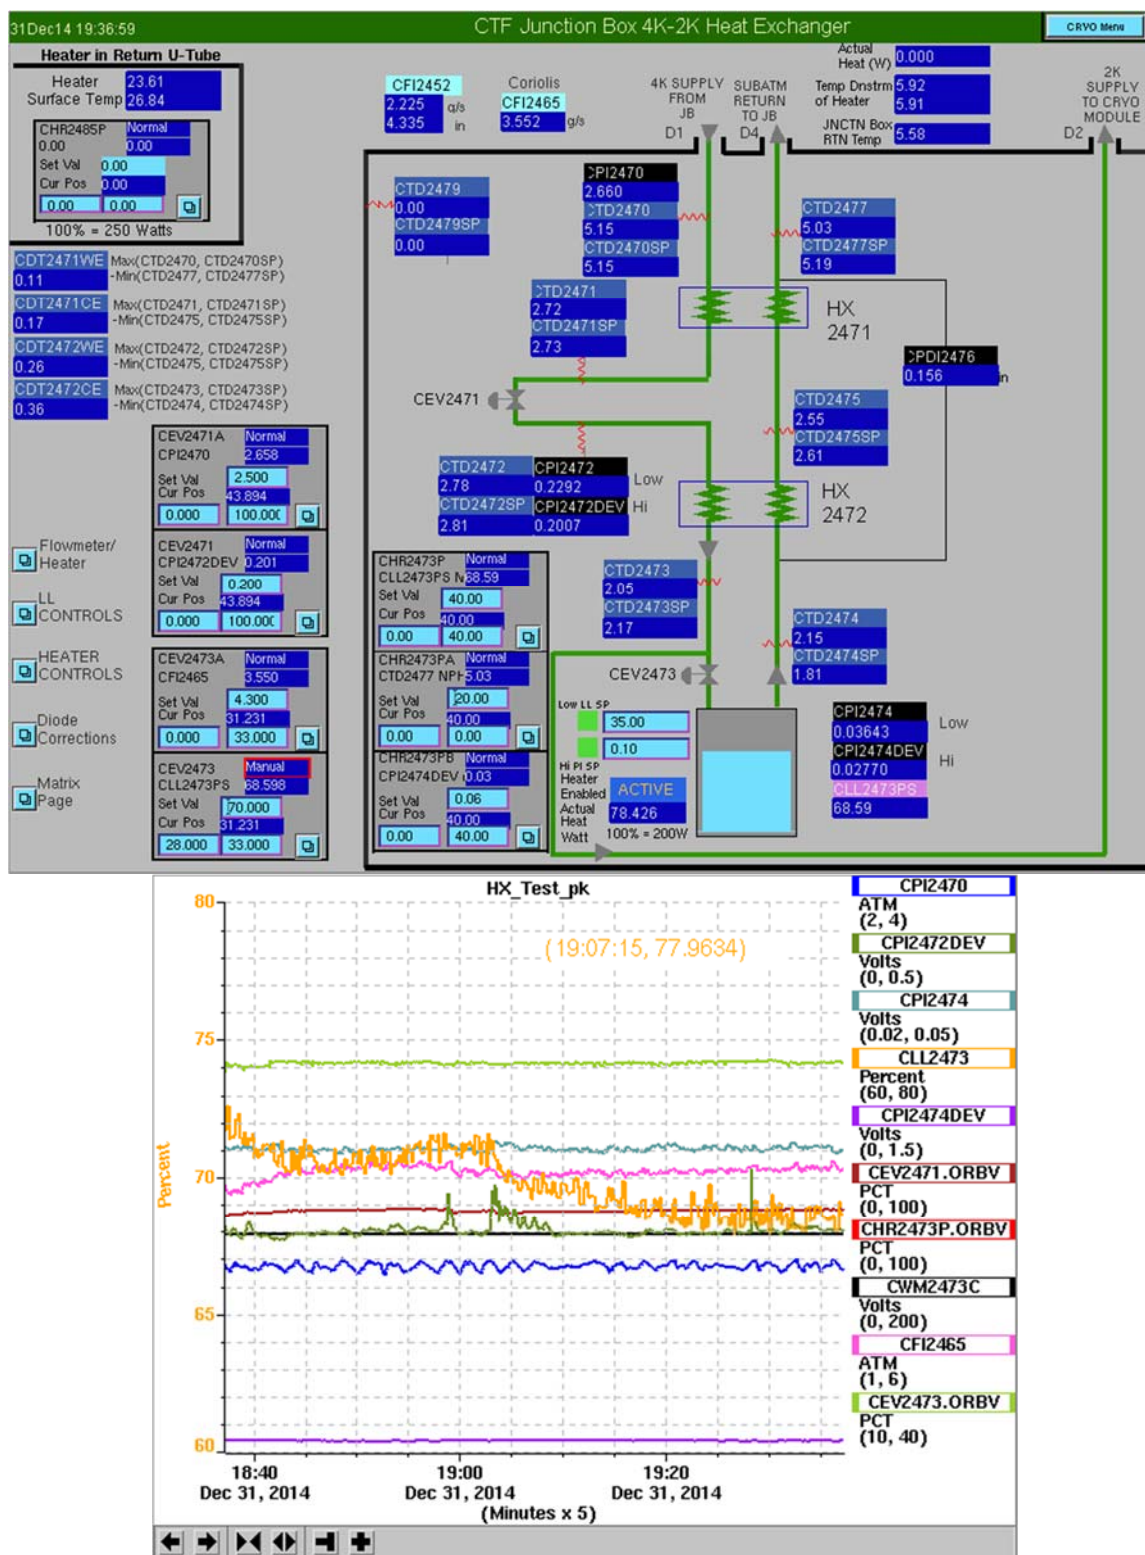 31Dec14 19:36:59
CTF Junction Box 4K-2K Heat Exchanger
CRYO Menu
Heater in Return U-Tube
Heater 23.61
Surface Temp 26.84
CHR2485P Normal
0.00 0.00
Set Val 0.00
Cur Pos 0.00
0.00 0.00
100% = 250 Watts
CFI2452
2.225 g/s
4.335 in
Coriolis
CFI2465
3.552 g/s
4K SUPPLY
FROM
JB
D1
SUBATM
RETURN
TO JB
D4
Actual
Heat (W) 0.000
Temp Dnstrm 5.92
of Heater 5.91
JNCTN Box
RTN Temp 5.58
2K
SUPPLY
TO CRYO
MODULE
D2
CTD2479
0.00
CTD2479SP
0.00
CPI2470
2.660
CTD2470
5.15
CTD2470SP
5.15
CTD2477
5.03
CTD2477SP
5.19
CDT2471WE Max(CTD2470, CTD2470SP)
0.11 -Min(CTD2477, CTD2477SP)
CDT2471CE Max(CTD2471, CTD2471SP)
0.17 -Min(CTD2475, CTD2475SP)
CDT2472WE Max(CTD2472, CTD2472SP)
0.26 -Min(CTD2475, CTD2475SP)
CDT2472CE Max(CTD2473, CTD2473SP)
0.36 -Min(CTD2474, CTD2474SP)
CTD2471
2.72
CTD2471SP
2.73
HX
2471
CPDI2476
0.156 in
CEV2471
CTD2475
2.55
CTD2475SP
2.61
CTD2472
2.78
CTD2472SP
2.81
CPI2472
0.2292 Low
CPI2472DEV Hi
0.2007
HX
2472
CEV2471A Normal
CPI2470 2.658
Set Val 2.500
Cur Pos 43.894
0.000 100.000
CEV2471 Normal
CPI2472DEV 0.201
Set Val 0.200
Cur Pos 43.894
0.000 100.000
CEV2473A Normal
CFI2465 3.550
Set Val 4.300
Cur Pos 31.231
0.000 33.000
CEV2473 Manual
CLL2473PS 68.598
Set Val 70.000
Cur Pos 31.231
28.000 33.000
Flowmeter/
Heater
LL
CONTROLS
HEATER
CONTROLS
Diode
Corrections
Matrix
Page
CHR2473P Normal
CLL2473PS N 68.59
Set Val 40.00
Cur Pos 40.00
0.00 40.00
CHR2473PA Normal
CTD2477 NPH 5.03
Set Val 20.00
Cur Pos 40.00
0.00 0.00
CHR2473PB Normal
CPI2474DEV 0.03
Set Val 0.06
Cur Pos 40.00
0.00 40.00
CTD2473
2.05
CTD2473SP
2.17
CTD2474
2.15
CTD2474SP
1.81
CEV2473
Low LL SP
35.00
0.10
Hi PI SP
Heater
Enabled ACTIVE
Actual 78.426
Heat
Watt 100% = 200W
CPI2474
0.03643 Low
CPI2474DEV
0.02770 Hi
CLL2473PS
68.59
HX_Test_pk
(19:07:15, 77.9634)
80
75
70
65
60
Percent
18:40
Dec 31, 2014
19:00
Dec 31, 2014
19:20
Dec 31, 2014
(Minutes x 5)
CPI2470
ATM
(2, 4)
CPI2472DEV
Volts
(0, 0.5)
CPI2474
Volts
(0.02, 0.05)
CLL2473
Percent
(60, 80)
CPI2474DEV
Volts
(0, 1.5)
CEV2471.ORBV
PCT
(0, 100)
CHR2473P.ORBV
PCT
(0, 100)
CWM2473C
Volts
(0, 200)
CFI2465
ATM
(1, 6)
CEV2473.ORBV
PCT
(10, 40)